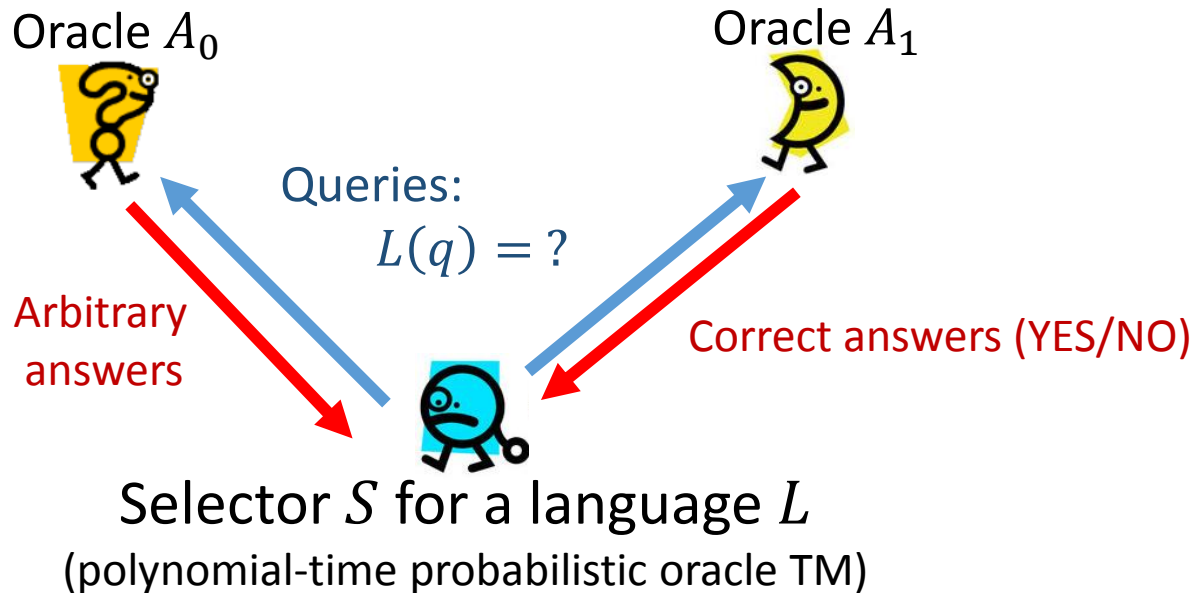 Oracle A₀
Oracle A₁
Queries:
L(q) = ?
Arbitrary
answers
Correct answers (YES/NO)
Selector S for a language L
(polynomial-time probabilistic oracle TM)